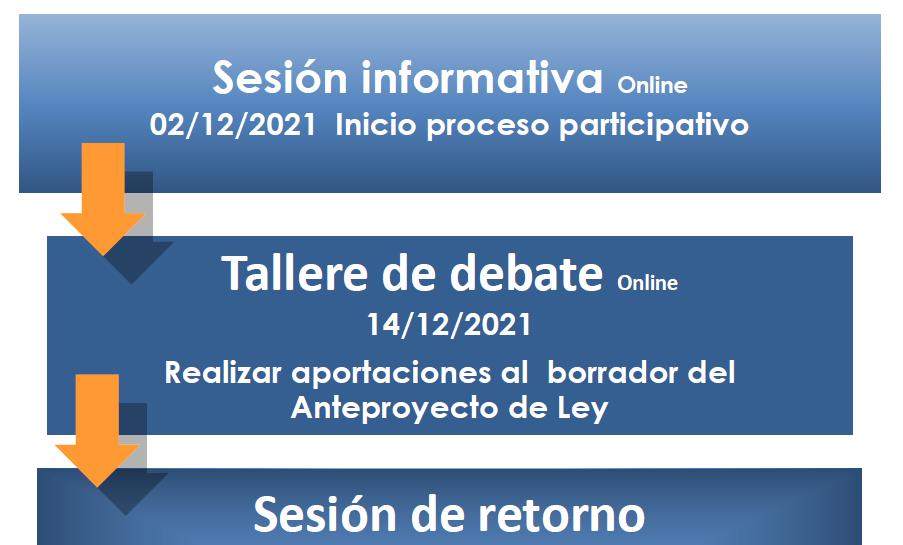 Sesión informativa Online
02/12/2021 Inicio proceso participativo
Tallere de debate Online
14/12/2021
Realizar aportaciones al borrador del
Anteproyecto de Ley
Sesión de retorno